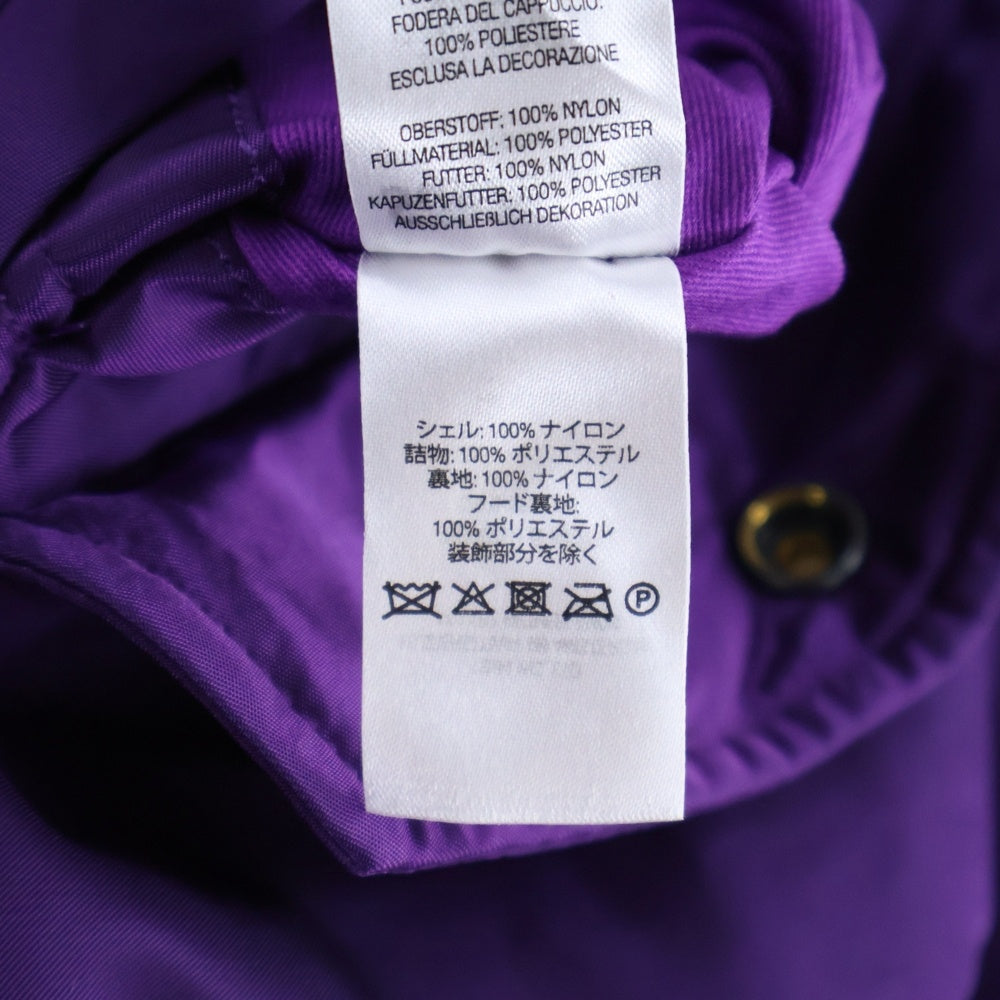 FODERA DEL CAPPUCCIO:
100% POLIESTERE
ESCLUSA LA DECORAZIONE
OBERSTOFF: 100% NYLON
FÜLLMATERIAL: 100% POLYESTER
FUTTER: 100% NYLON
KAPUZENFUTTER: 100% POLYESTER
AUSSCHLIEßLICH DEKORATION
シェル: 100% ナイロン
詰物: 100% ポリエステル
裏地: 100% ナイロン
フード裏地:
100% ポリエステル
装飾部分を除く
P